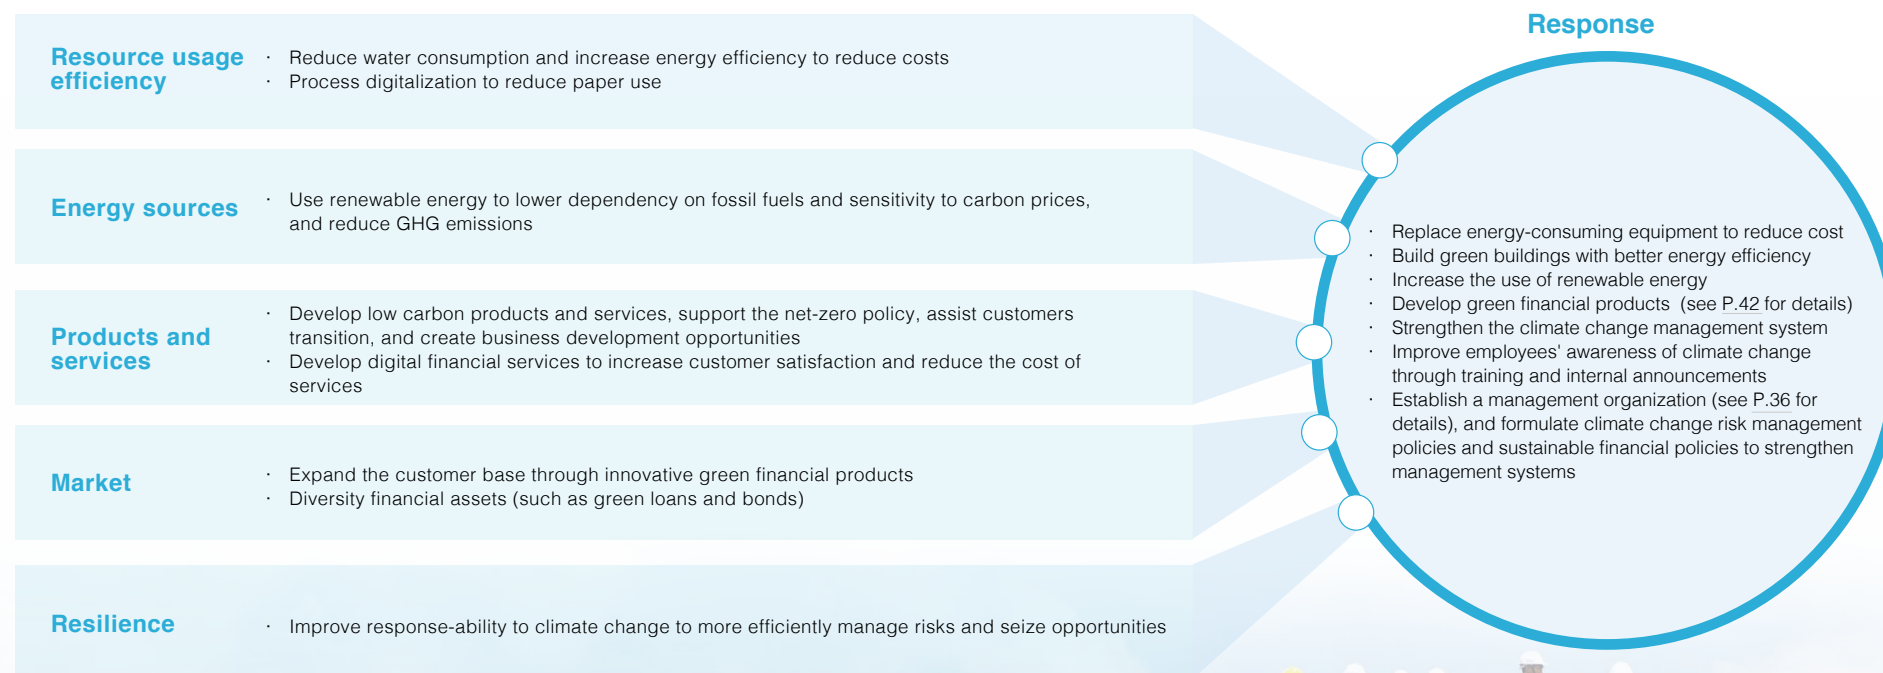 Resource usage
efficiency
· Reduce water consumption and increase energy efficiency to reduce costs
· Process digitalization to reduce paper use
Energy sources
· Use renewable energy to lower dependency on fossil fuels and sensitivity to carbon prices,
and reduce GHG emissions
Products and
services
· Develop low carbon products and services, support the net-zero policy, assist customers
transition, and create business development opportunities
· Develop digital financial services to increase customer satisfaction and reduce the cost of
services
Market
· Expand the customer base through innovative green financial products
· Diversity financial assets (such as green loans and bonds)
Resilience
· Improve response-ability to climate change to more efficiently manage risks and seize opportunities
Response
· Replace energy-consuming equipment to reduce cost
· Build green buildings with better energy efficiency
· Increase the use of renewable energy
· Develop green financial products (see P.42 for details)
· Strengthen the climate change management system
· Improve employees' awareness of climate change
through training and internal announcements
· Establish a management organization (see P.36 for
details), and formulate climate change risk management
policies and sustainable financial policies to strengthen
management systems